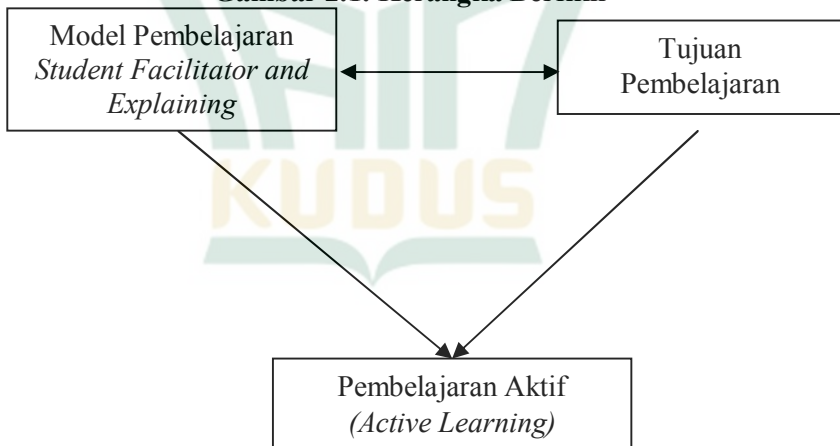 Model Pembelajaran
Student Facilitator and
Explaining
Tujuan
Pembelajaran
KUDUS
Pembelajaran Aktif
(Active Learning)